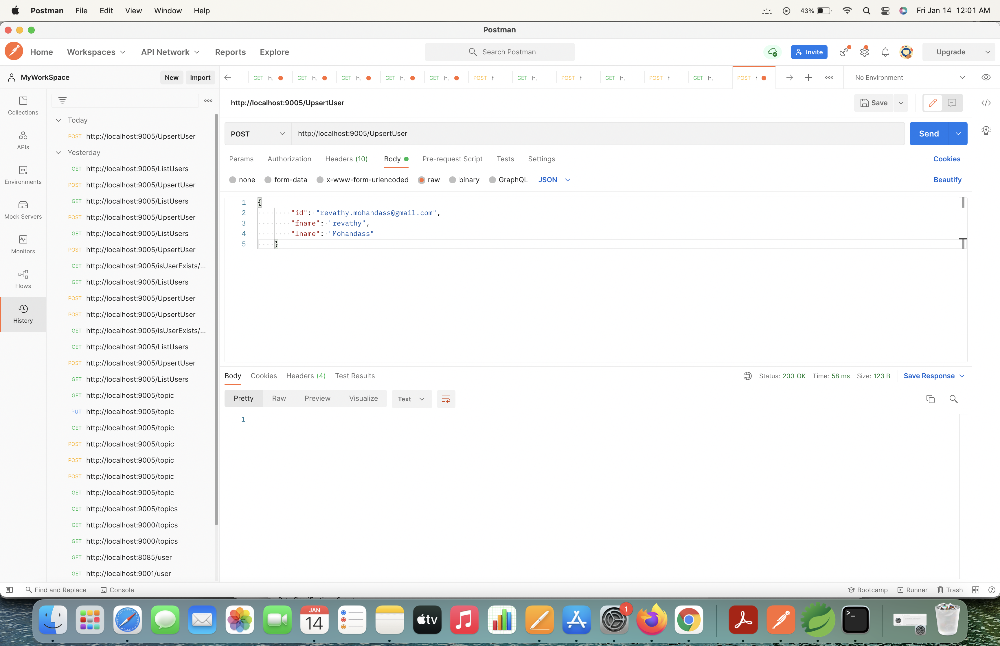 Postman File Edit View Window Help 43% Fri Jan 14 12:01 AM
Postman
Home Workspaces API Network Reports Explore Search Postman Invite Upgrade
MyWorkSpace New Import GET h. GET h. GET h. GET h. GET h. POST GET h. POST GET h. POST GET h. POST No Environment
http://localhost:9005/UpsertUser Save
Collections
APIs
Environments
Mock Servers
Monitors
Flows
History
Today
POST http://localhost:9005/UpsertUser
Yesterday
GET http://localhost:9005/ListUsers
POST http://localhost:9005/UpsertUser
GET http://localhost:9005/ListUsers
POST http://localhost:9005/UpsertUser
GET http://localhost:9005/ListUsers
POST http://localhost:9005/UpsertUser
GET http://localhost:9005/isUserExists/...
GET http://localhost:9005/ListUsers
POST http://localhost:9005/UpsertUser
POST http://localhost:9005/UpsertUser
GET http://localhost:9005/isUserExists/...
GET http://localhost:9005/ListUsers
POST http://localhost:9005/UpsertUser
GET http://localhost:9005/ListUsers
GET http://localhost:9005/topic
PUT http://localhost:9005/topic
GET http://localhost:9005/topic
POST http://localhost:9005/topic
POST http://localhost:9005/topic
POST http://localhost:9005/topic
GET http://localhost:9005/topic
GET http://localhost:9005/topics
GET http://localhost:9000/topics
GET http://localhost:9000/topics
GET http://localhost:8085/user
GET http://localhost:9001/user
POST http://localhost:9005/UpsertUser Send
Params Authorization Headers (10) Body Pre-request Script Tests Settings Cookies
none form-data x-www-form-urlencoded raw binary GraphQL JSON Beautify
1 {
2 "id": "revathy.mohandass@gmail.com",
3 "fname": "revathy",
4 "lname": "Mohandass"
5 }
Body Cookies Headers (4) Test Results Status: 200 OK Time: 58 ms Size: 123 B Save Response
Pretty Raw Preview Visualize Text
1
Find and Replace Console Bootcamp Runner Trash
JAN
14
tv
1